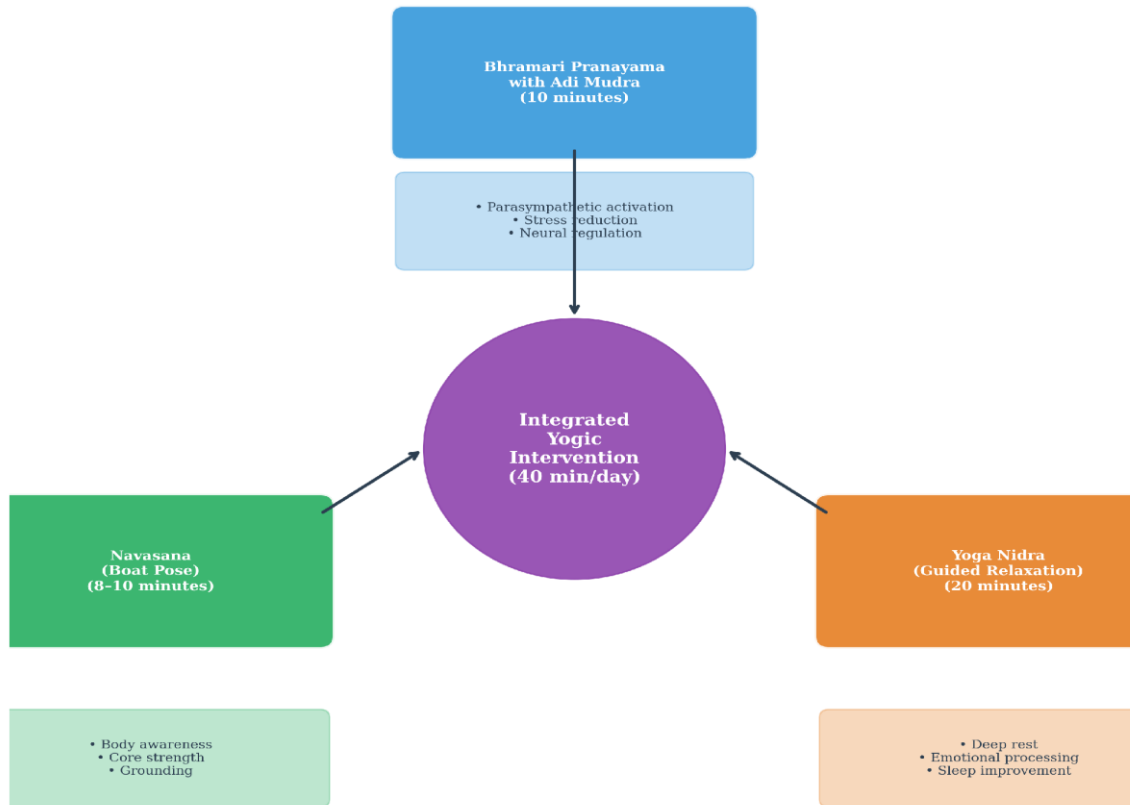 Bhramari Pranayama
with Adi Mudra
(10 minutes)
• Parasympathetic activation
• Stress reduction
• Neural regulation
Integrated
Yogic
Intervention
(40 min/day)
Navasana
(Boat Pose)
(8–10 minutes)
Yoga Nidra
(Guided Relaxation)
(20 minutes)
• Body awareness
• Core strength
• Grounding
• Deep rest
• Emotional processing
• Sleep improvement